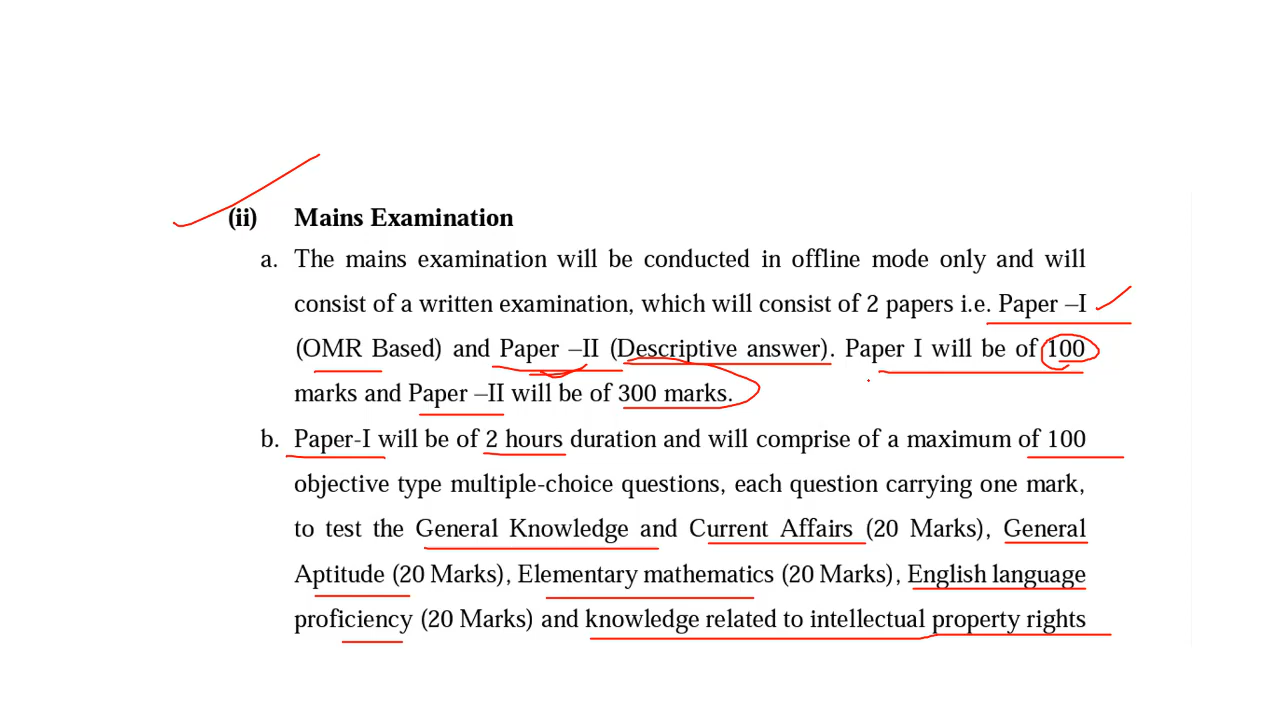 (ii) Mains Examination
a. The mains examination will be conducted in offline mode only and will
consist of a written examination, which will consist of 2 papers i.e. Paper –I
(OMR Based) and Paper –II (Descriptive answer). Paper I will be of 100
marks and Paper –II will be of 300 marks.
b. Paper-I will be of 2 hours duration and will comprise of a maximum of 100
objective type multiple-choice questions, each question carrying one mark,
to test the General Knowledge and Current Affairs (20 Marks), General
Aptitude (20 Marks), Elementary mathematics (20 Marks), English language
proficiency (20 Marks) and knowledge related to intellectual property rights